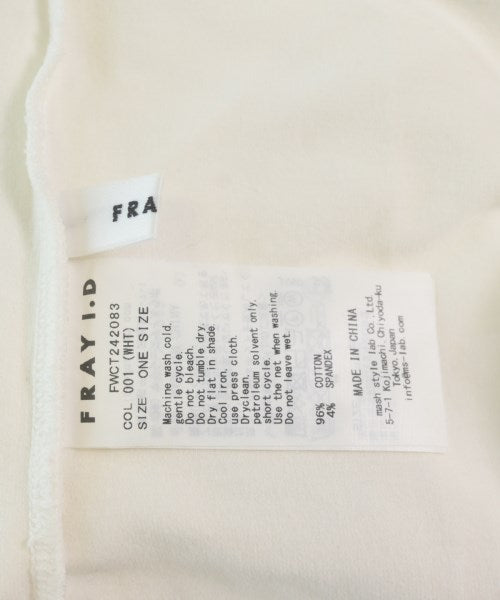 FRA
FRAY I.D
FWCT242083
COL 001 (WHT)
SIZE ONE SIZE
Machine wash cold,
gentle cycle.
Do not bleach.
Do not tumble dry.
Dry flat in shade.
Cool iron.
use press cloth.
Dryclean.
petroleum solvent only,
short cycle.
Use the net when washing.
Do not leave wet.
96% COTTON
4% SPANDEX
MADE IN CHINA
mash style lab Co., Ltd.
5-7-1 Kojimachi, Chiyoda-ku
Tokyo, Japan
info@ms-lab.com